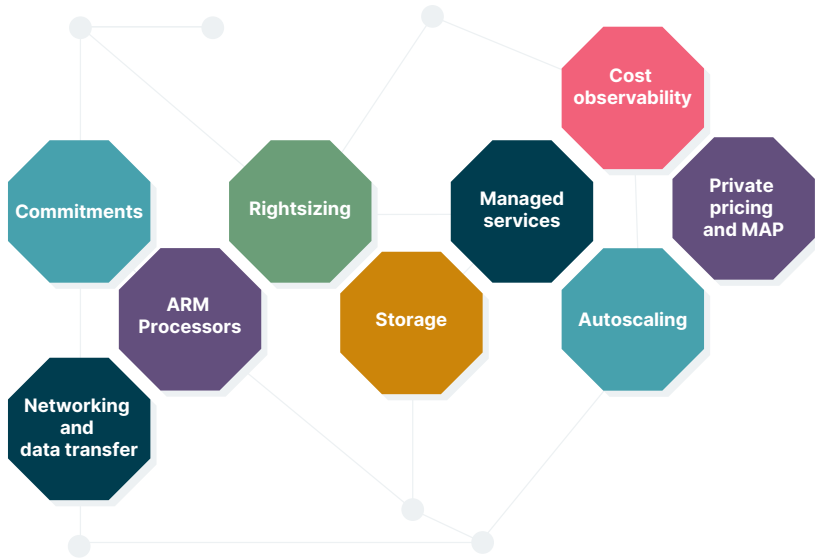 Cost
observability
Private
pricing
and MAP
Managed
services
Rightsizing
Commitments
ARM
Processors
Storage
Autoscaling
Networking
and
data transfer